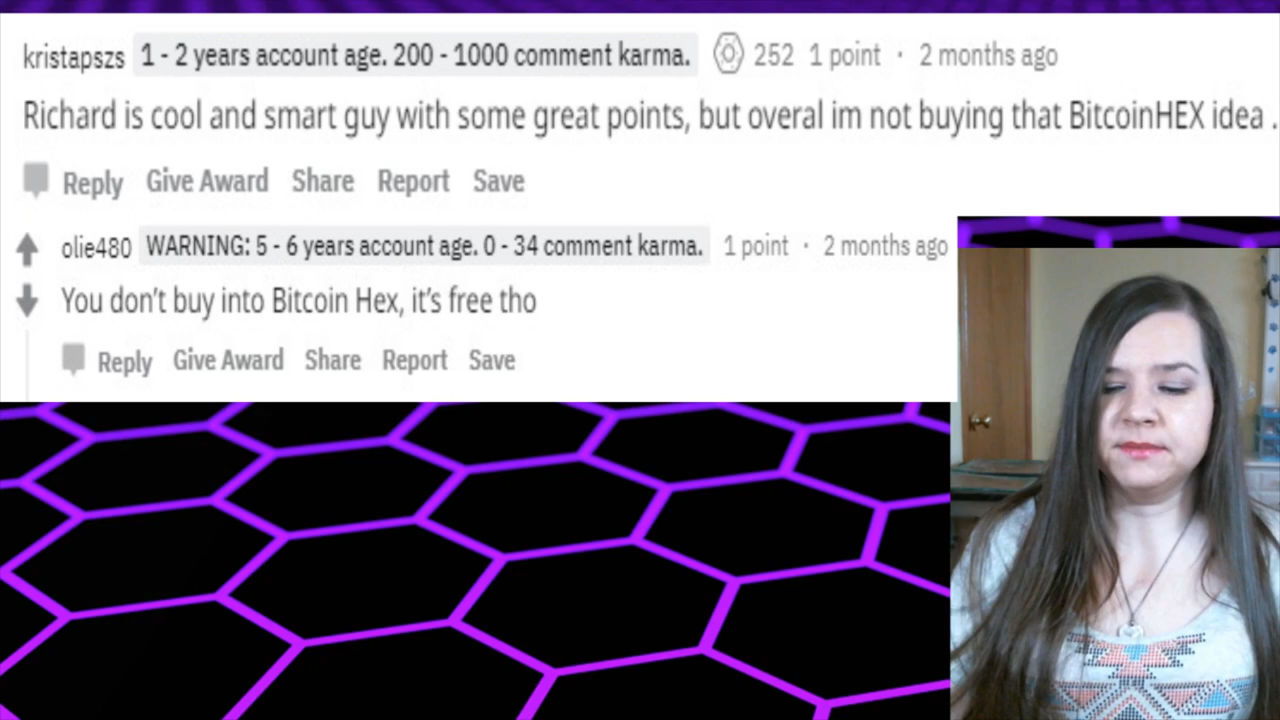 kristapszs 1 - 2 years account age. 200 - 1000 comment karma. 252 1 point · 2 months ago
Richard is cool and smart guy with some great points, but overal im not buying that BitcoinHEX idea .
Reply Give Award Share Report Save
olie480 WARNING: 5 - 6 years account age. 0 - 34 comment karma. 1 point · 2 months ago
You don't buy into Bitcoin Hex, it's free tho
Reply Give Award Share Report Save